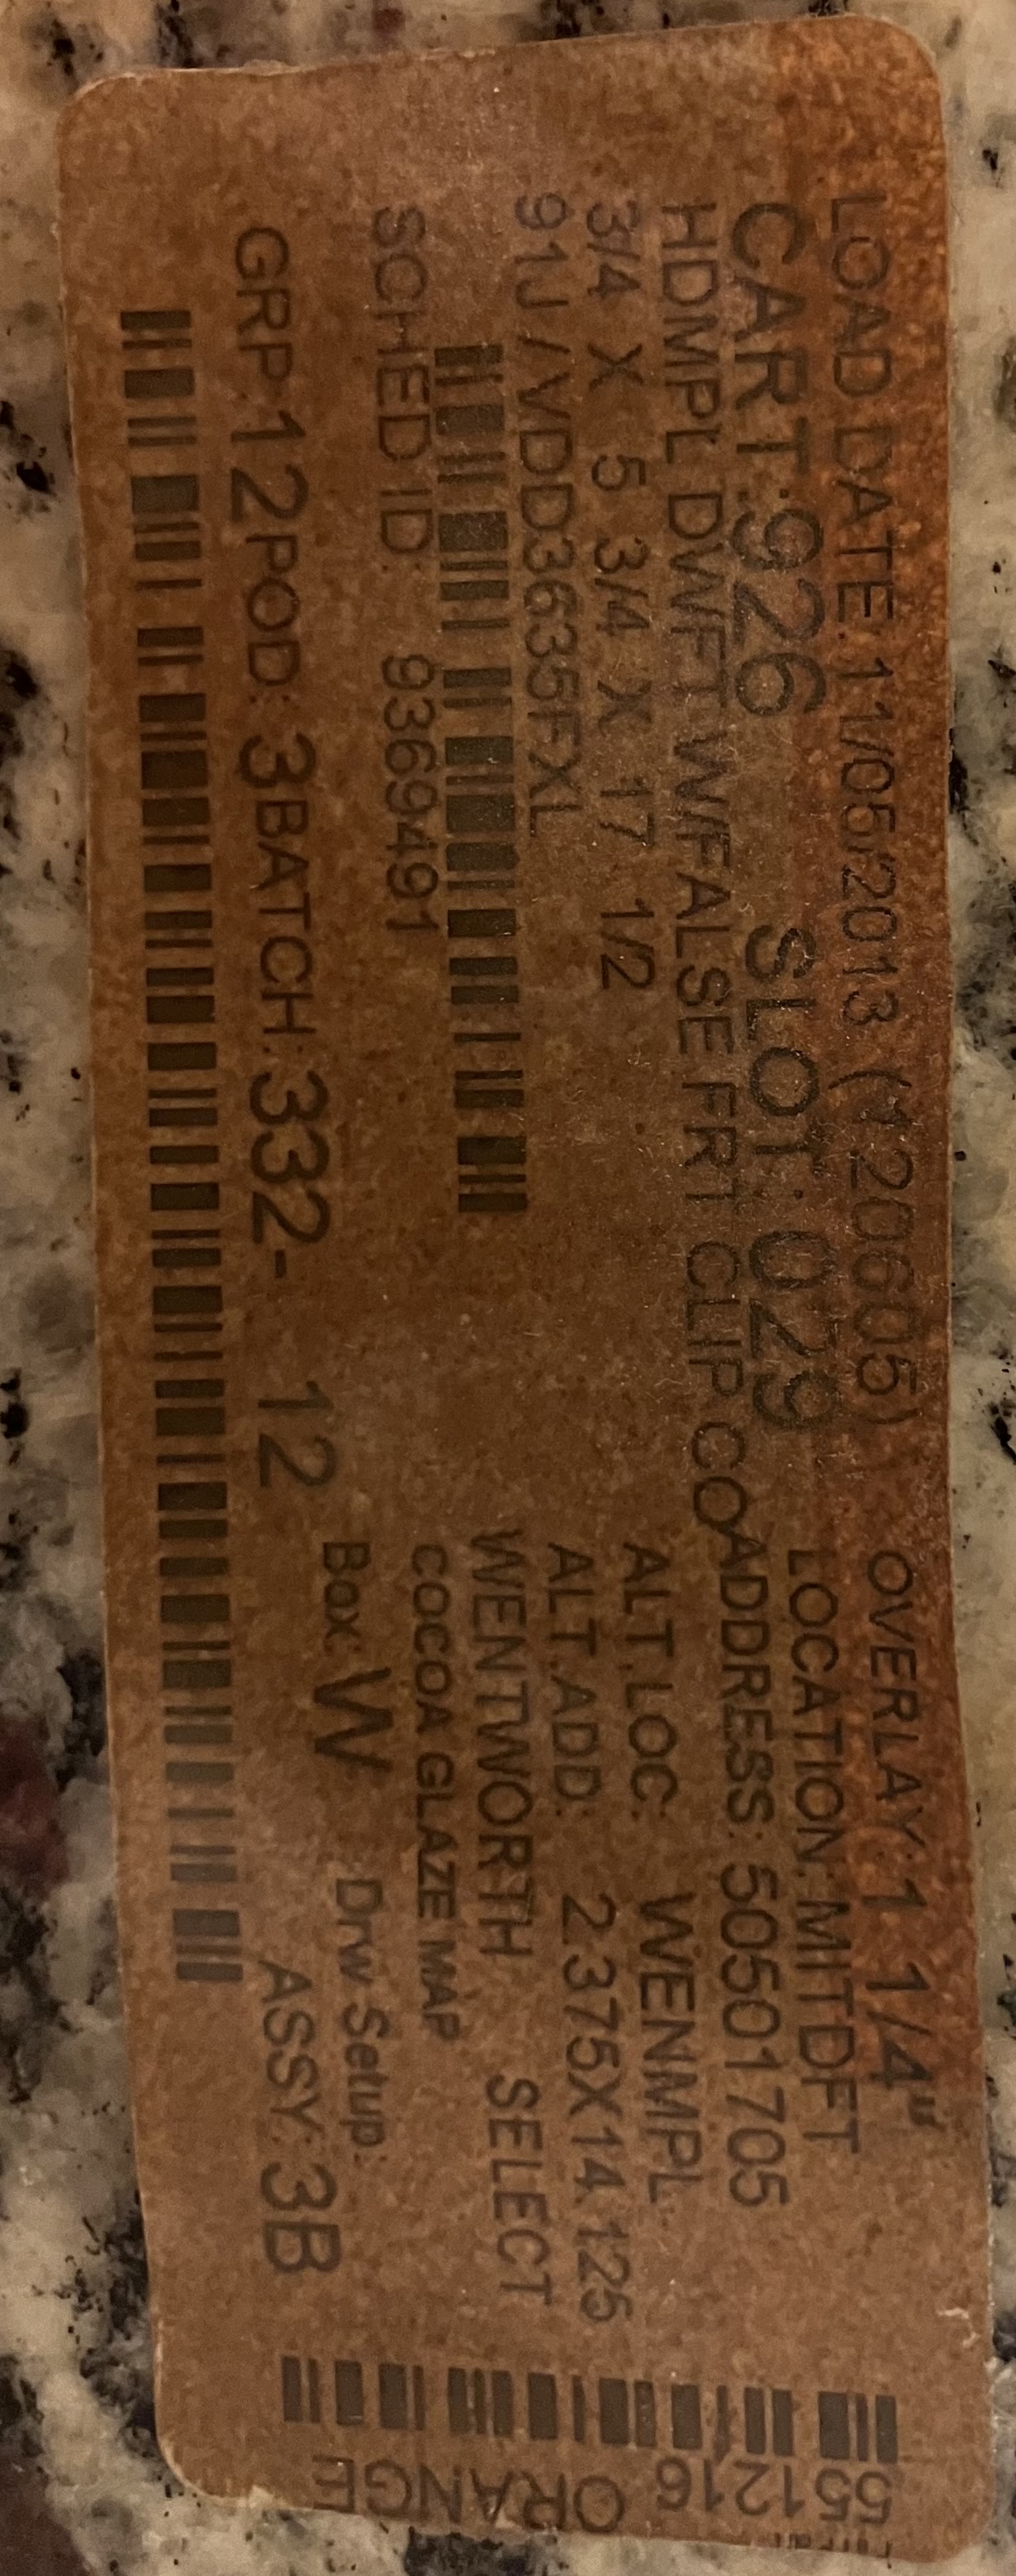 LOAD DATE: 11/05/2013 (120605)
CART: 926 SLOT: 029
HDMPL DWFT WFALSE FRT CLIP CO
3/4 X 5 3/4 X 17 1/2
91J / VDD3635FXL
SCHED ID: 9369491
GRP: 12 POD: 3 BATCH: 332- 12
OVERLAY: 1 1/4"
LOCATION: MITDFT
ADDRESS: 50501705
ALT. LOC: WENMPL
ALT. ADD: 2.375X14.125
WENTWORTH SELECT
COCOA GLAZE MAP
Box: W Drw Setup:
ASSY: 3B
551216 ORANGE